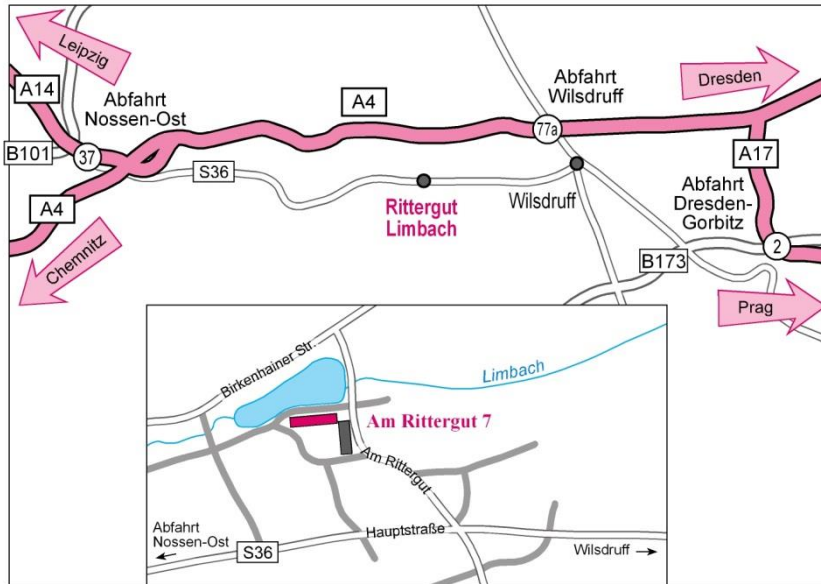 Leipzig
A14
Abfahrt
Nossen-Ost
A4
Abfahrt
Wilsdruff
Dresden
77a
B101
37
S36
A4
Rittergut
Limbach
Wilsdruff
A17
Abfahrt
Dresden-
Gorbitz
2
Chemnitz
B173
Prag
Birkenhainer Str.
Limbach
Am Rittergut 7
Am Rittergut
Hauptstraße
Abfahrt
Nossen-Ost
S36
Wilsdruff